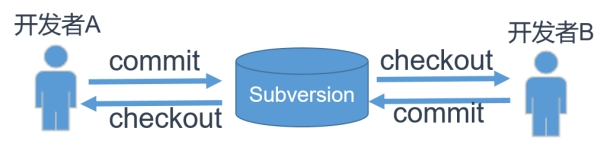 开发者A
commit
checkout
Subversion
开发者B
checkout
commit